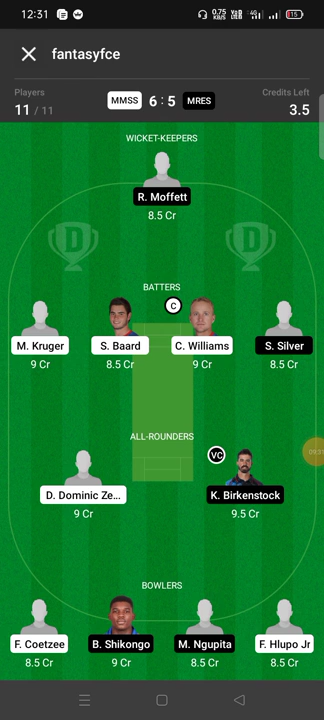 12:31
0.75
KB/S
4G
15
fantasyfce
Players
11 / 11
MMSS 6 : 5 MRES
Credits Left
3.5
WICKET-KEEPERS
R. Moffett
8.5 Cr
D D
BATTERS
C
M. Kruger S. Baard C. Williams S. Silver
9 Cr 8.5 Cr 9 Cr 8.5 Cr
ALL-ROUNDERS
VC
D. Dominic Ze... K. Birkenstock
9 Cr 9.5 Cr
BOWLERS
F. Coetzee B. Shikongo M. Ngupita F. Hlupo Jr
8.5 Cr 9 Cr 8.5 Cr 8.5 Cr